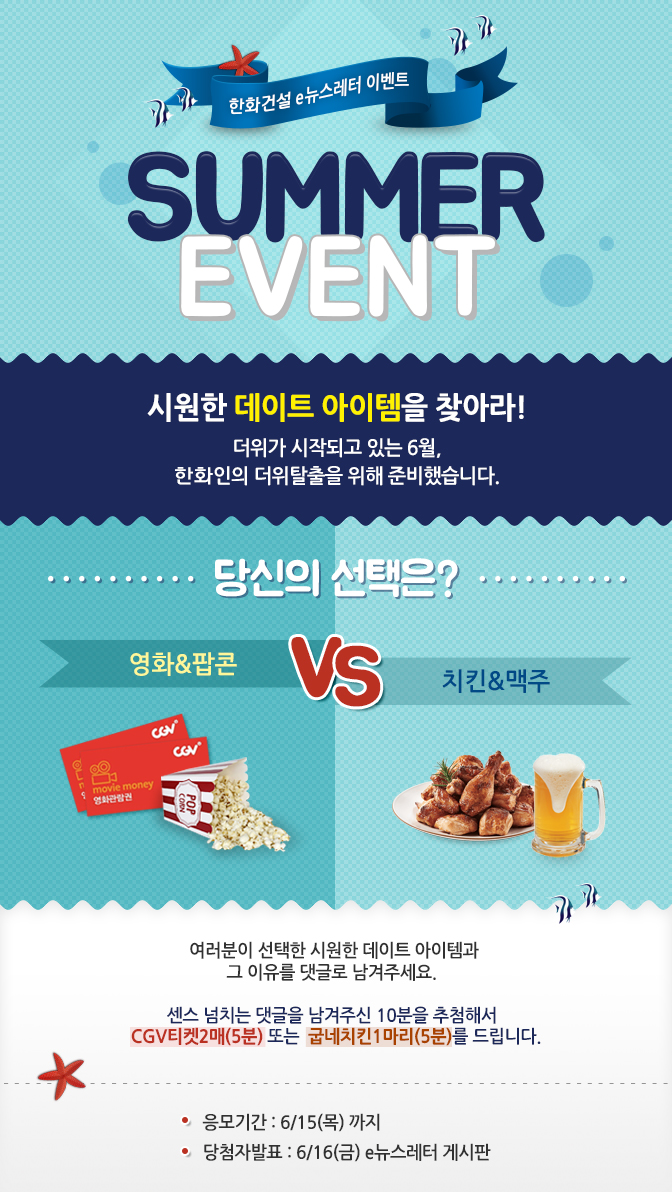 한화건설 e뉴스레터 이벤트
SUMMER
EVENT
시원한 데이트 아이템을 찾아라!
더위가 시작되고 있는 6월,
한화인의 더위탈출을 위해 준비했습니다.
당신의 선택은?
영화&팝콘
VS
치킨&맥주
CGV
CGV
movie money
영화관람권
POP
CORN
여러분이 선택한 시원한 데이트 아이템과
그 이유를 댓글로 남겨주세요.
센스 넘치는 댓글을 남겨주신 10분을 추첨해서
CGV티켓2매(5분) 또는 굽네치킨1마리(5분)를 드립니다.
응모기간 : 6/15(목) 까지
당첨자발표 : 6/16(금) e뉴스레터 게시판